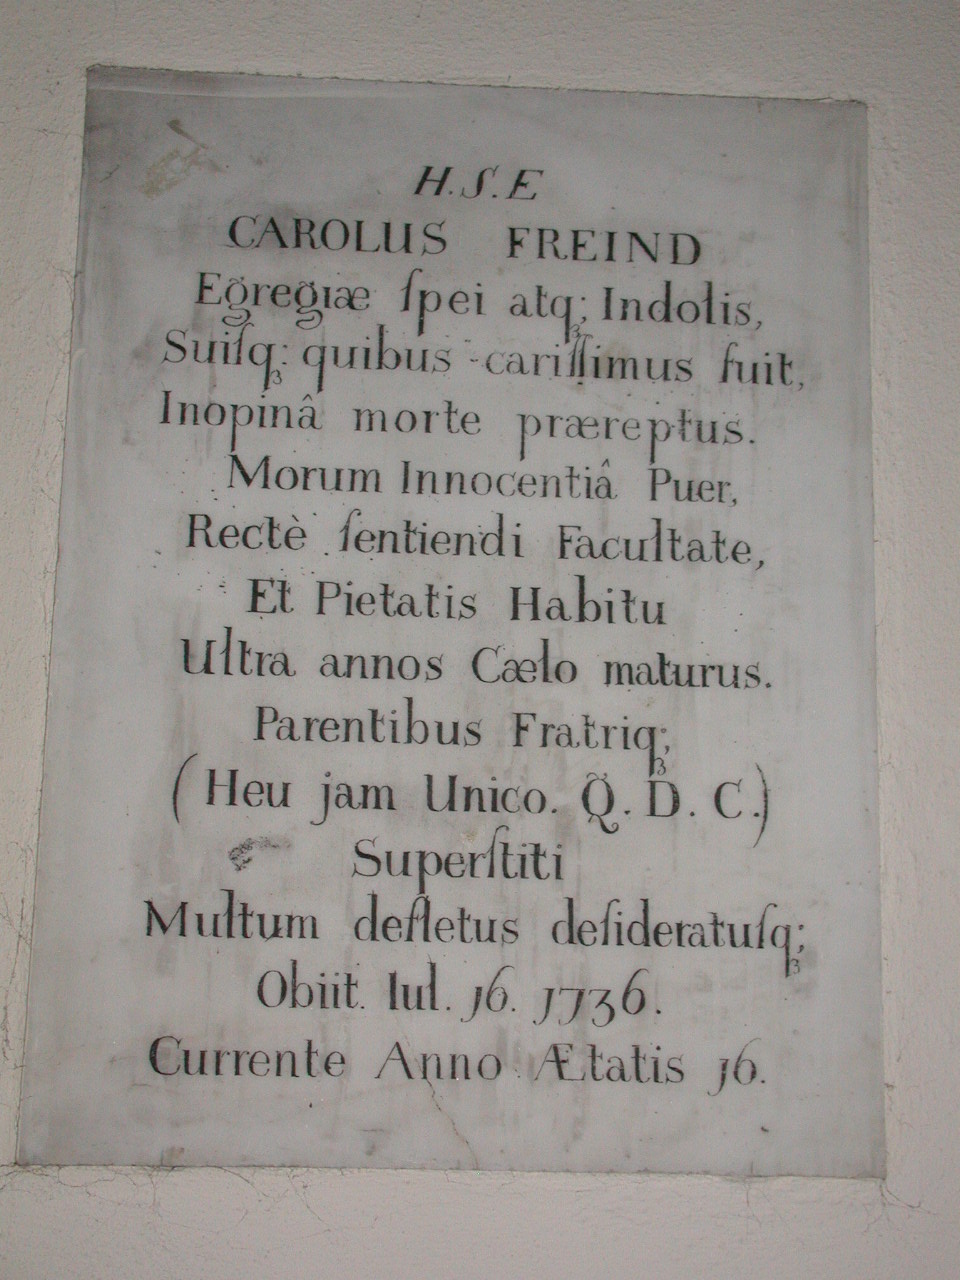 H.S.E
CAROLUS FREIND
Egregiæ ſpei atq; Indolis,
Suiſq: quibus cariſſimus fuit,
Inopinâ morte præreptus.
Morum Innocentiâ Puer,
Rectè ſentiendi Facultate,
Et Pietatis Habitu
Ultra annos Cælo maturus.
Parentibus Fratriq;
(Heu jam Unico. Q. D. C.)
Superſtiti
Multum defletus deſideratuſq;
Obiit. Iul. 16. 1736.
Currente Anno Ætatis 16.